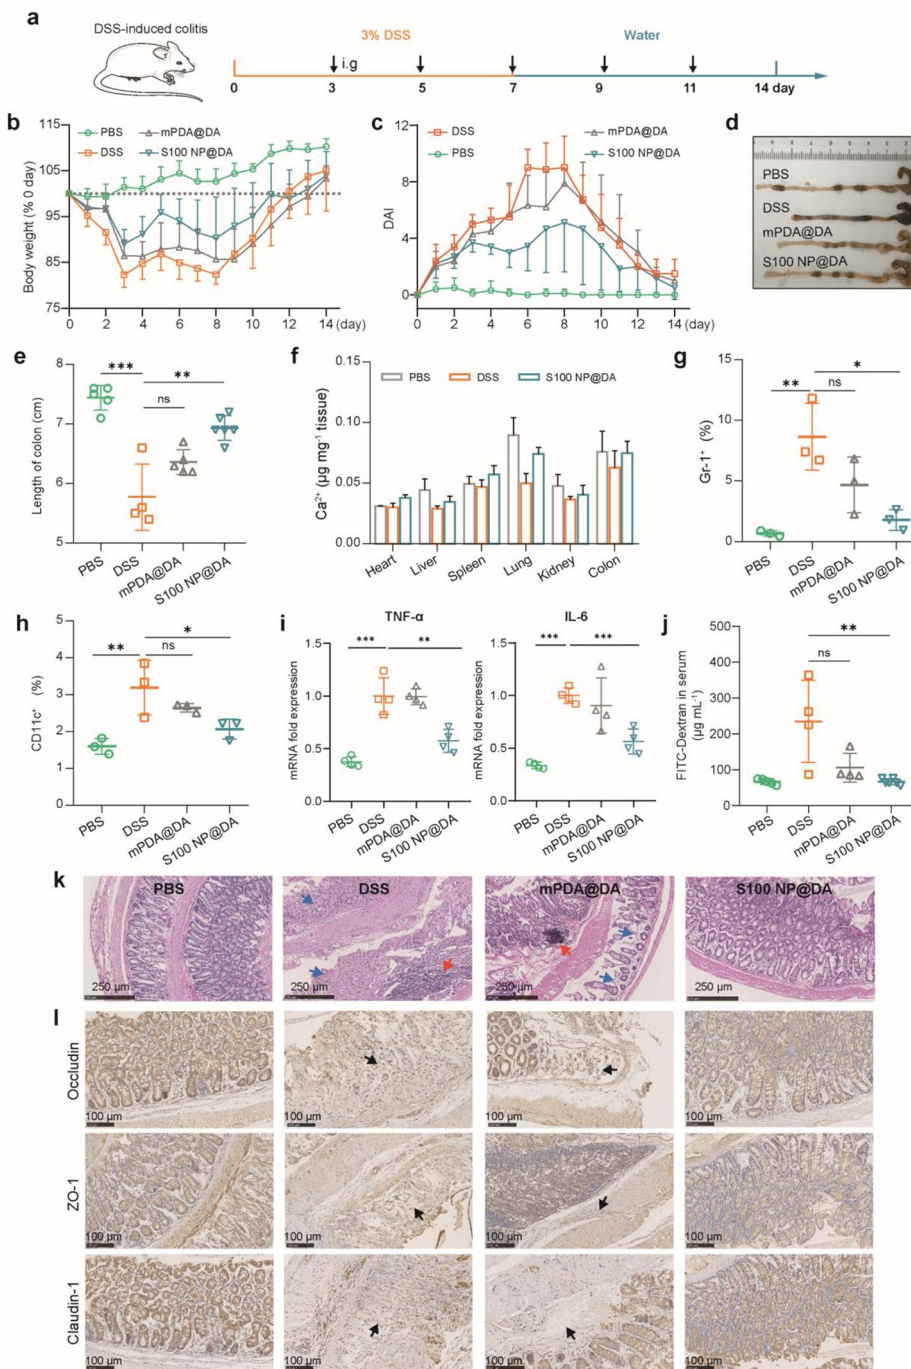 a
DSS-induced colitis
3% DSS
Water
i.g
0 3 5 7 9 11 14 day
b
PBS mPDA@DA
DSS S100 NP@DA
Body weight (% 0 day)
115
105
95
85
75
0 2 4 6 8 10 12 14 (day)
c
DSS mPDA@DA
PBS S100 NP@DA
DAI
12
8
4
0
0 2 4 6 8 10 12 14 (day)
d
PBS
DSS
mPDA@DA
S100 NP@DA
e
Length of colon (cm)
8
7
6
5
*** **
ns
PBS
DSS
mPDA@DA
S100 NP@DA
f
Ca²⁺ (µg mg⁻¹ tissue)
0.15
0.10
0.05
0.00
PBS DSS S100 NP@DA
Heart
Liver
Spleen
Lung
Kidney
Colon
g
Gr-1⁺ (%)
15
10
5
0
*
** ns
PBS
DSS
mPDA@DA
S100 NP@DA
h
CD11c⁺ (%)
5
4
3
2
1
0
*
** ns
PBS
DSS
mPDA@DA
S100 NP@DA
i
TNF-α
mRNA fold expression
1.5
1.0
0.5
0.0
*** **
PBS
DSS
mPDA@DA
S100 NP@DA
IL-6
mRNA fold expression
1.5
1.0
0.5
0.0
*** ***
PBS
DSS
mPDA@DA
S100 NP@DA
j
FITC-Dextran in serum
(µg mL⁻¹)
500
400
300
200
100
0
**
ns
PBS
DSS
mPDA@DA
S100 NP@DA
k
PBS DSS mPDA@DA S100 NP@DA
250 µm 250 µm 250 µm 250 µm
l
Occludin
100 µm 100 µm 100 µm 100 µm
ZO-1
100 µm 100 µm 100 µm 100 µm
Claudin-1
100 µm 100 µm 100 µm 100 µm